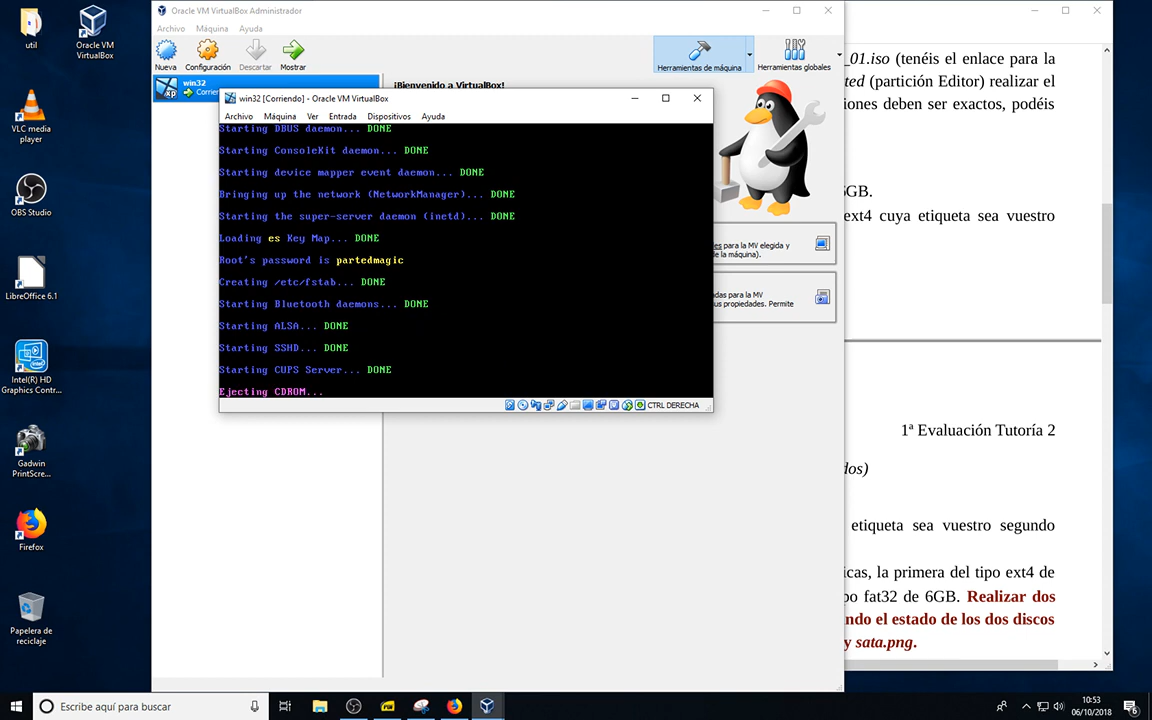 util
Oracle VM
VirtualBox
VLC media
player
OBS Studio
LibreOffice 6.1
Intel(R) HD
Graphics Contr...
Gadwin
PrintScre...
Firefox
Papelera de
reciclaje
Oracle VM VirtualBox Administrador
Archivo Máquina Ayuda
Nueva Configuración Descartar Mostrar
Herramientas de máquina Herramientas globales
win32
Corrien
¡Bienvenido a VirtualBox!
win32 [Corriendo] - Oracle VM VirtualBox
Archivo Máquina Ver Entrada Dispositivos Ayuda
Starting DBUS daemon... DONE
Starting ConsoleKit daemon... DONE
Starting device mapper event daemon... DONE
Bringing up the network (NetworkManager)... DONE
Starting the super-server daemon (inetd)... DONE
Loading es Key Map... DONE
Root's password is partedmagic
Creating /etc/fstab... DONE
Starting Bluetooth daemons... DONE
Starting ALSA... DONE
Starting SSHD... DONE
Starting CUPS Server... DONE
Ejecting CDROM...
CTRL DERECHA
es para la MV elegida y
de la máquina).
das para la MV
us propiedades. Permite
_01.iso (tenéis el enlace para la
ted (partición Editor) realizar el
iones deben ser exactos, podéis
GB.
ext4 cuya etiqueta sea vuestro
1ª Evaluación Tutoría 2
dos)
etiqueta sea vuestro segundo
icas, la primera del tipo ext4 de
po fat32 de 6GB. Realizar dos
ndo el estado de los dos discos
y sata.png.
Escribe aquí para buscar
10:53
06/10/2018
6